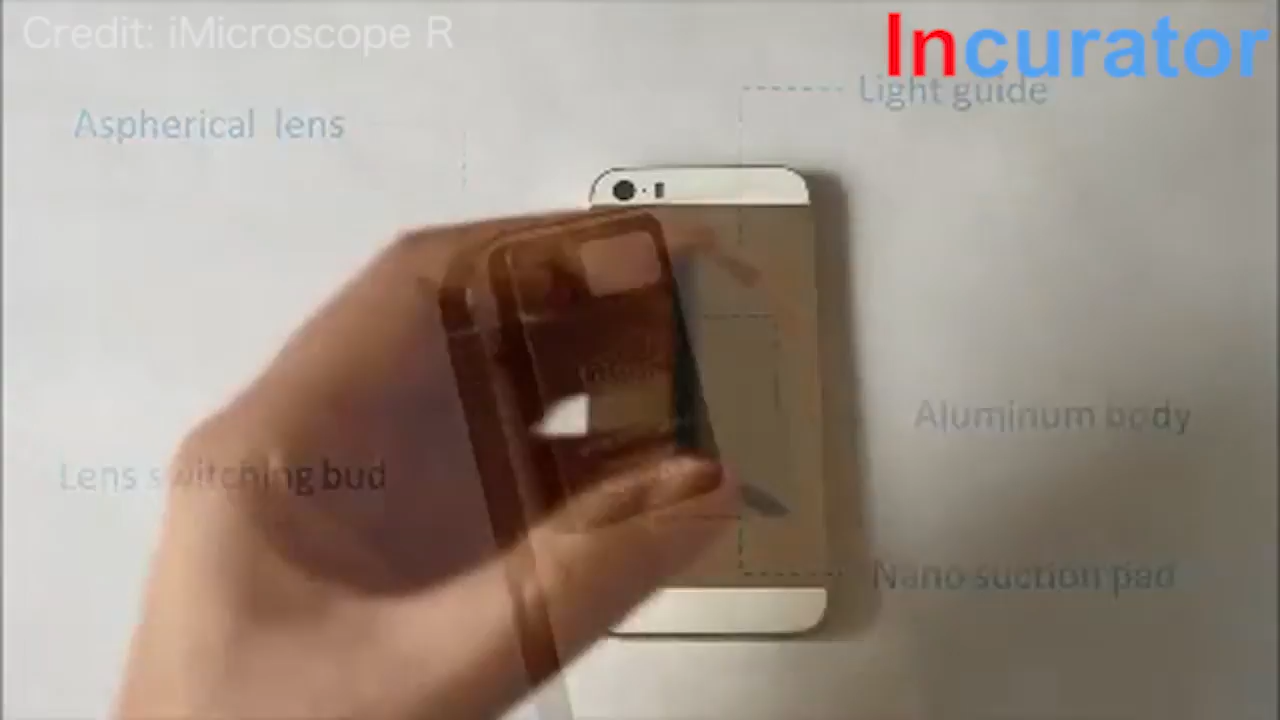 Credit: iMicroscope R
Incurator
Light guide
Aspherical lens
Aluminum body
Lens switching bud
Nano suction pad